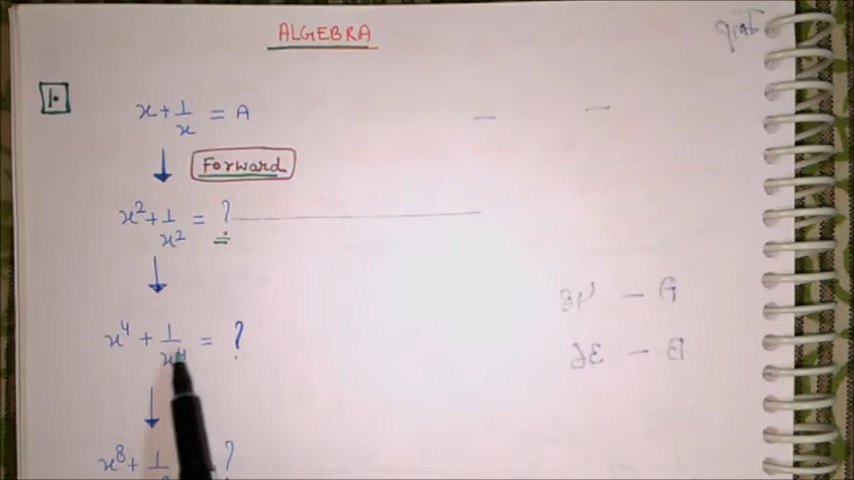 ALGEBRA
1.
x + 1/x = A
Forward
x² + 1/x² = ?
x⁴ + 1/x⁴ = ?
x⁸ + 1/ ?